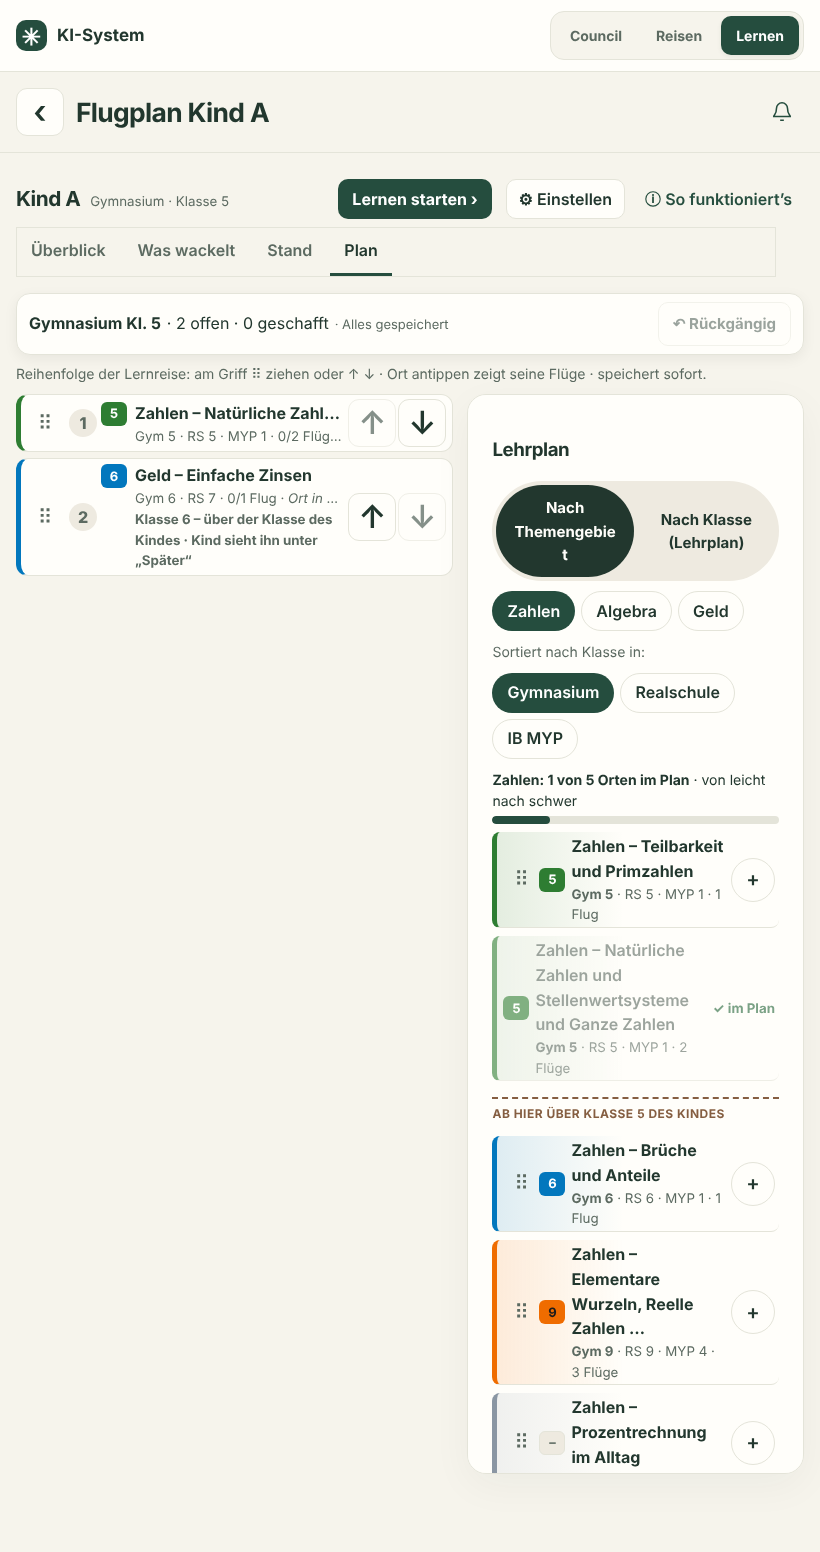 KI-System
Council
Reisen
Lernen
‹
Flugplan Kind A
Kind A Gymnasium · Klasse 5
Lernen starten ›
⚙ Einstellen
ⓘ So funktioniert’s
Überblick
Was wackelt
Stand
Plan
Gymnasium Kl. 5 · 2 offen · 0 geschafft · Alles gespeichert
↶ Rückgängig
Reihenfolge der Lernreise: am Griff ⠿ ziehen oder ↑ ↓ · Ort antippen zeigt seine Flüge · speichert sofort.
⠿ 1 5 Zahlen – Natürliche Zahl… ↑ ↓
Gym 5 · RS 5 · MYP 1 · 0/2 Flüg…
6 Geld – Einfache Zinsen
Gym 6 · RS 7 · 0/1 Flug · Ort in …
⠿ 2 Klasse 6 – über der Klasse des ↑ ↓
Kindes · Kind sieht ihn unter
„Später“
Lehrplan
Nach
Themengebie
t
Nach Klasse
(Lehrplan)
Zahlen
Algebra
Geld
Sortiert nach Klasse in:
Gymnasium
Realschule
IB MYP
Zahlen: 1 von 5 Orten im Plan · von leicht
nach schwer
Zahlen – Teilbarkeit
und Primzahlen
⠿ 5 +
Gym 5 · RS 5 · MYP 1 · 1
Flug
Zahlen – Natürliche
Zahlen und
Stellenwertsysteme
5 ✓ im Plan
und Ganze Zahlen
Gym 5 · RS 5 · MYP 1 · 2
Flüge
AB HIER ÜBER KLASSE 5 DES KINDES
Zahlen – Brüche
und Anteile
⠿ 6 +
Gym 6 · RS 6 · MYP 1 · 1
Flug
Zahlen –
Elementare
Wurzeln, Reelle
⠿ 9 +
Zahlen …
Gym 9 · RS 9 · MYP 4 ·
3 Flüge
Zahlen –
Prozentrechnung
⠿ – +
im Alltag